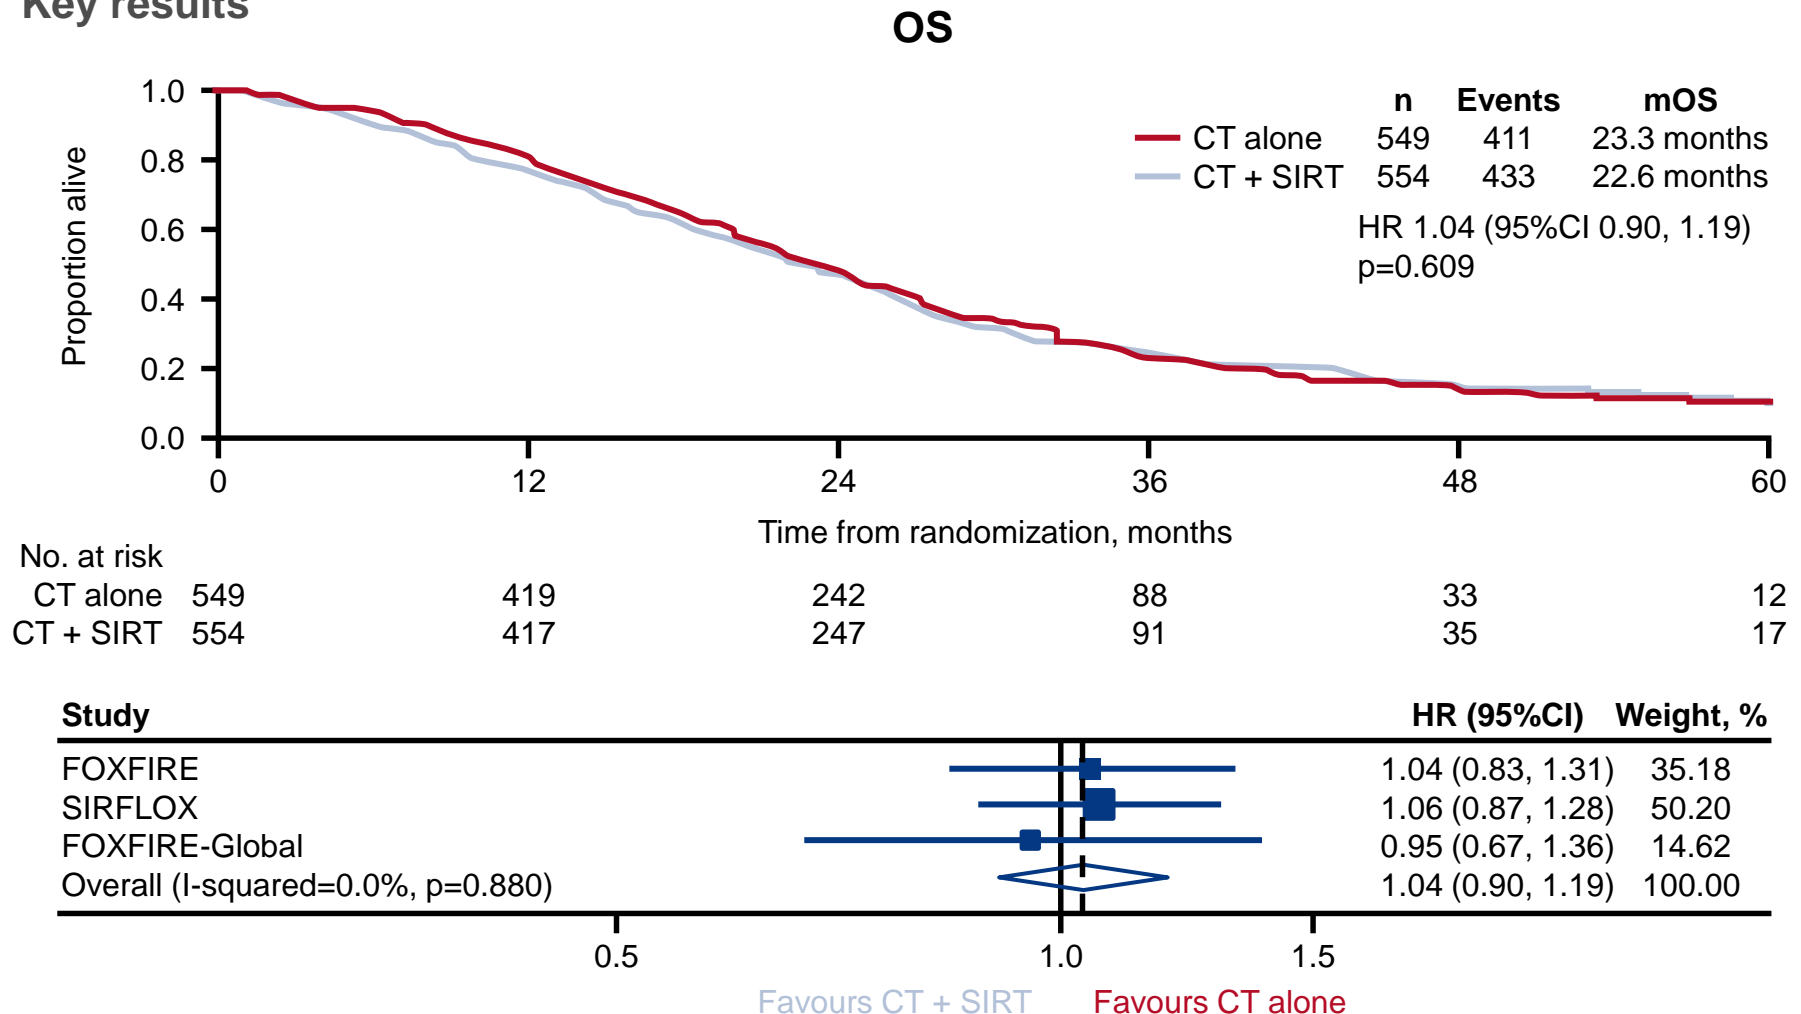 Key results
OS
n Events mOS
CT alone 549 411 23.3 months
CT + SIRT 554 433 22.6 months
HR 1.04 (95%CI 0.90, 1.19)
p=0.609
Proportion alive
1.0
0.8
0.6
0.4
0.2
0.0
0 12 24 36 48 60
Time from randomization, months
No. at risk
CT alone 549 419 242 88 33 12
CT + SIRT 554 417 247 91 35 17
Study HR (95%CI) Weight, %
FOXFIRE 1.04 (0.83, 1.31) 35.18
SIRFLOX 1.06 (0.87, 1.28) 50.20
FOXFIRE-Global 0.95 (0.67, 1.36) 14.62
Overall (I-squared=0.0%, p=0.880) 1.04 (0.90, 1.19) 100.00
0.5 1.0 1.5
Favours CT + SIRT Favours CT alone